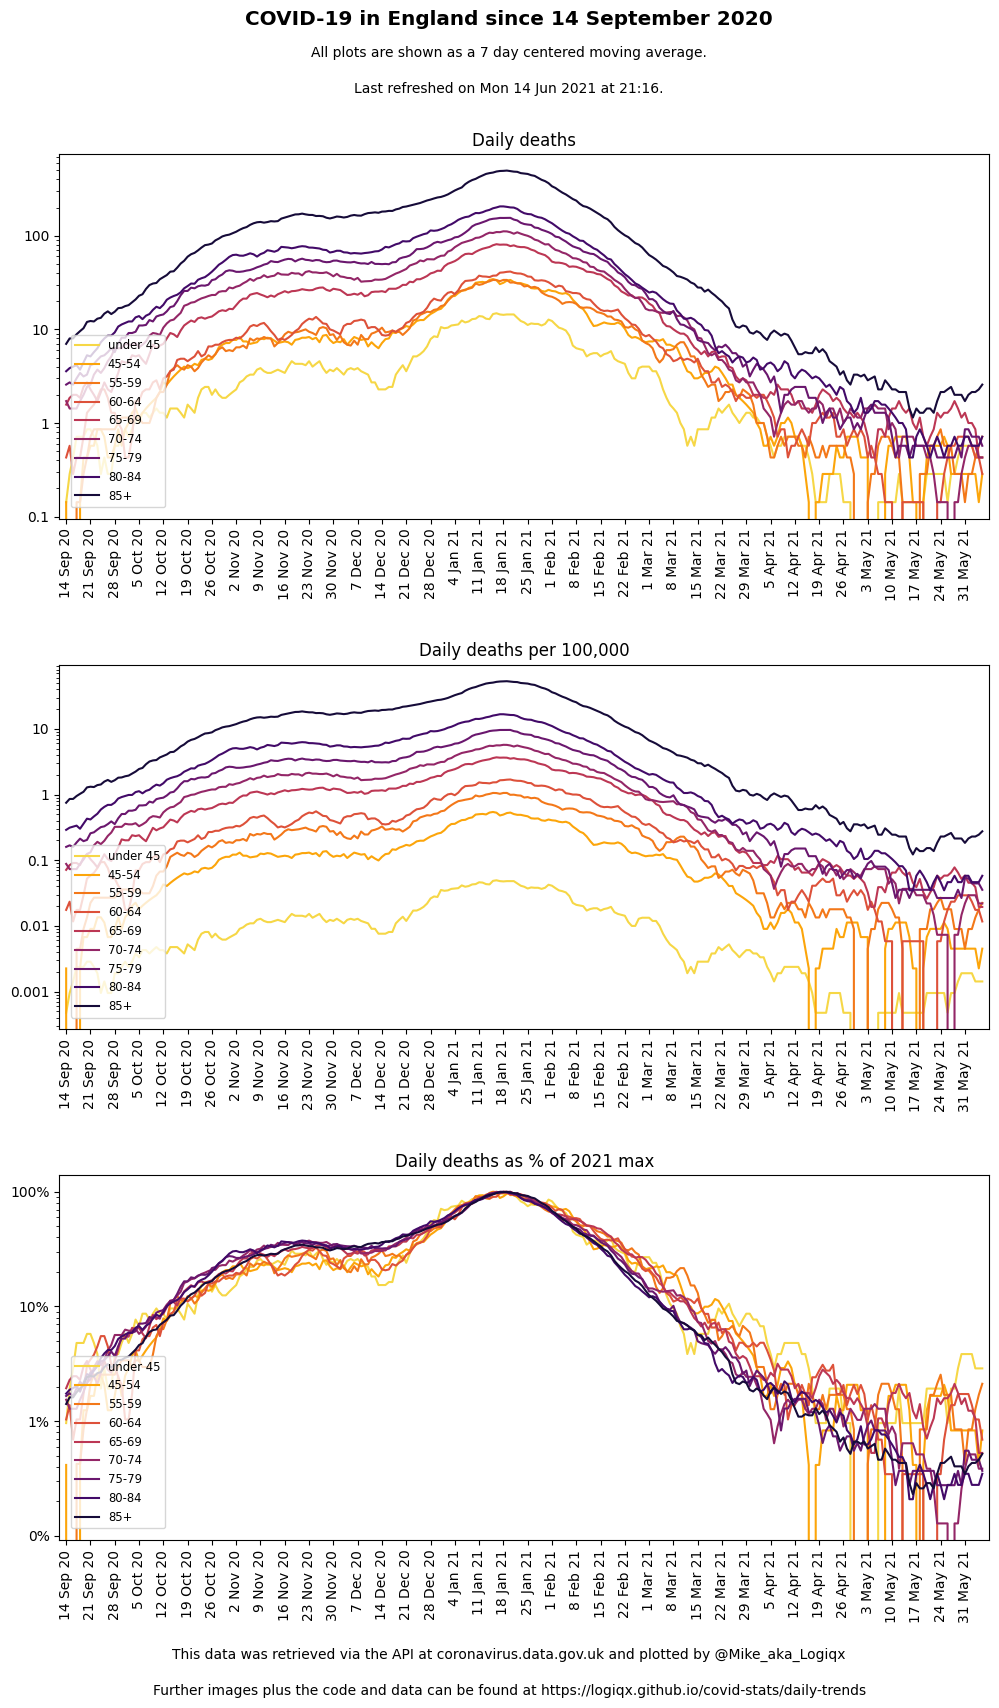 COVID-19 in England since 14 September 2020
All plots are shown as a 7 day centered moving average.
Last refreshed on Mon 14 Jun 2021 at 21:16.
Daily deaths
100
10
1
0.1
under 45
45-54
55-59
60-64
65-69
70-74
75-79
80-84
85+
14 Sep 20
21 Sep 20
28 Sep 20
5 Oct 20
12 Oct 20
19 Oct 20
26 Oct 20
2 Nov 20
9 Nov 20
16 Nov 20
23 Nov 20
30 Nov 20
7 Dec 20
14 Dec 20
21 Dec 20
28 Dec 20
4 Jan 21
11 Jan 21
18 Jan 21
25 Jan 21
1 Feb 21
8 Feb 21
15 Feb 21
22 Feb 21
1 Mar 21
8 Mar 21
15 Mar 21
22 Mar 21
29 Mar 21
5 Apr 21
12 Apr 21
19 Apr 21
26 Apr 21
3 May 21
10 May 21
17 May 21
24 May 21
31 May 21
Daily deaths per 100,000
10
1
0.1
0.01
0.001
under 45
45-54
55-59
60-64
65-69
70-74
75-79
80-84
85+
14 Sep 20
21 Sep 20
28 Sep 20
5 Oct 20
12 Oct 20
19 Oct 20
26 Oct 20
2 Nov 20
9 Nov 20
16 Nov 20
23 Nov 20
30 Nov 20
7 Dec 20
14 Dec 20
21 Dec 20
28 Dec 20
4 Jan 21
11 Jan 21
18 Jan 21
25 Jan 21
1 Feb 21
8 Feb 21
15 Feb 21
22 Feb 21
1 Mar 21
8 Mar 21
15 Mar 21
22 Mar 21
29 Mar 21
5 Apr 21
12 Apr 21
19 Apr 21
26 Apr 21
3 May 21
10 May 21
17 May 21
24 May 21
31 May 21
Daily deaths as % of 2021 max
100%
10%
1%
0%
under 45
45-54
55-59
60-64
65-69
70-74
75-79
80-84
85+
14 Sep 20
21 Sep 20
28 Sep 20
5 Oct 20
12 Oct 20
19 Oct 20
26 Oct 20
2 Nov 20
9 Nov 20
16 Nov 20
23 Nov 20
30 Nov 20
7 Dec 20
14 Dec 20
21 Dec 20
28 Dec 20
4 Jan 21
11 Jan 21
18 Jan 21
25 Jan 21
1 Feb 21
8 Feb 21
15 Feb 21
22 Feb 21
1 Mar 21
8 Mar 21
15 Mar 21
22 Mar 21
29 Mar 21
5 Apr 21
12 Apr 21
19 Apr 21
26 Apr 21
3 May 21
10 May 21
17 May 21
24 May 21
31 May 21
This data was retrieved via the API at coronavirus.data.gov.uk and plotted by @Mike_aka_Logiqx
Further images plus the code and data can be found at https://logiqx.github.io/covid-stats/daily-trends